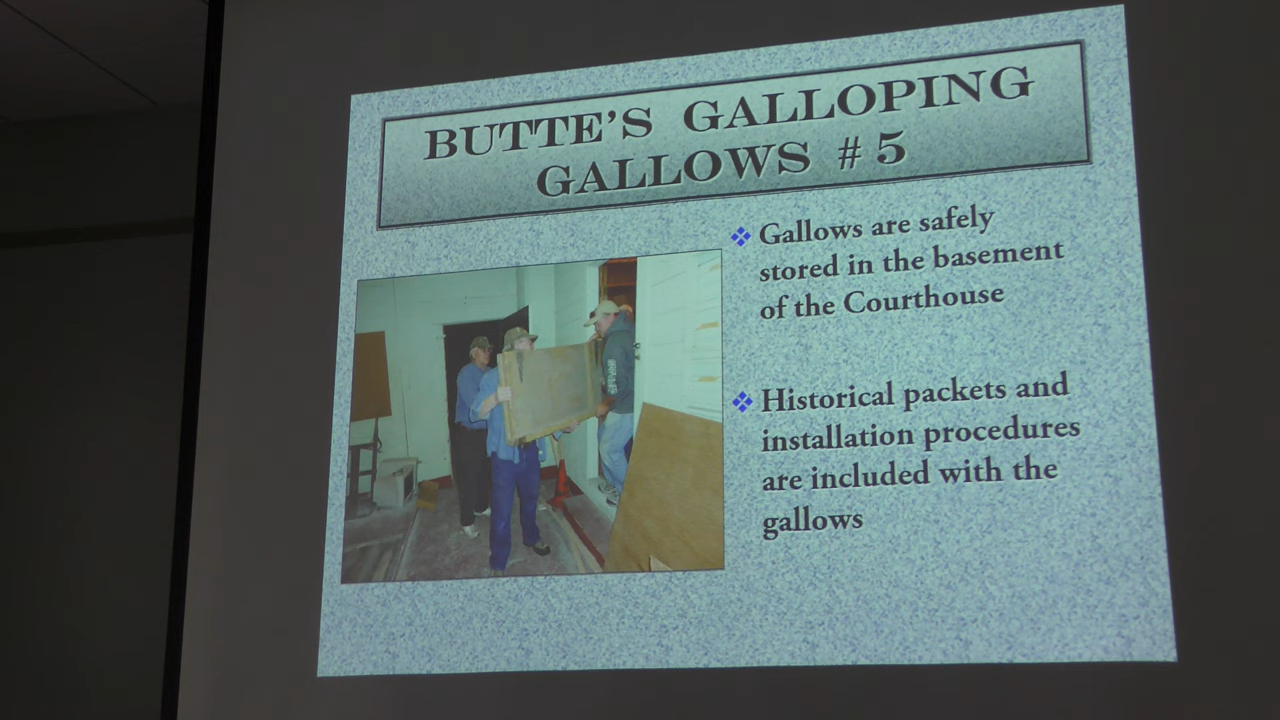 BUTTE'S GALLOPING
GALLOWS # 5
Gallows are safely
stored in the basement
of the Courthouse
Historical packets and
installation procedures
are included with the
gallows